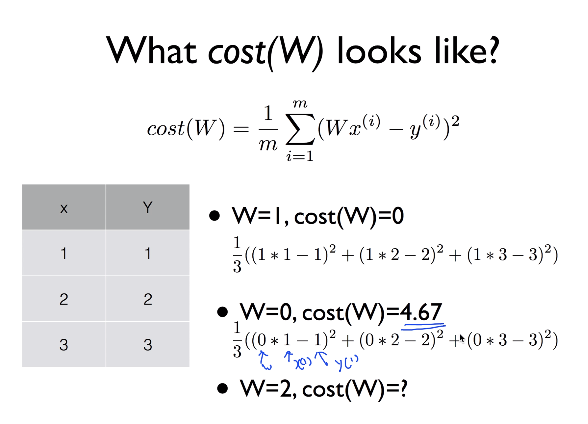 What cost(W) looks like?
cost(W) = \frac{1}{m} \sum_{i=1}^{m} (Wx^{(i)} − y^{(i)})^2
x Y
1 1
2 2
3 3
• W=1, cost(W)=0
\frac{1}{3}((1 * 1 − 1)^2 + (1 * 2 − 2)^2 + (1 * 3 − 3)^2)
• W=0, cost(W)=4.67
\frac{1}{3}((0 * 1 − 1)^2 + (0 * 2 − 2)^2 + (0 * 3 − 3)^2)
• W=2, cost(W)=?